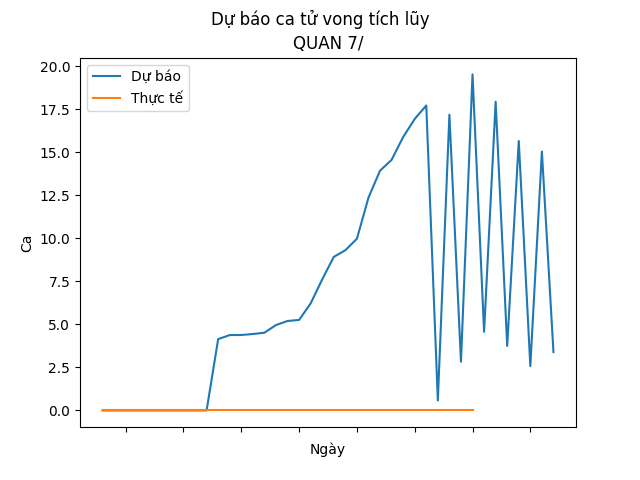 Dự báo ca tử vong tích lũy
QUAN 7/
Dự báo
Thực tế
20.0
17.5
15.0
12.5
10.0
7.5
5.0
2.5
0.0
Ca
Ngày